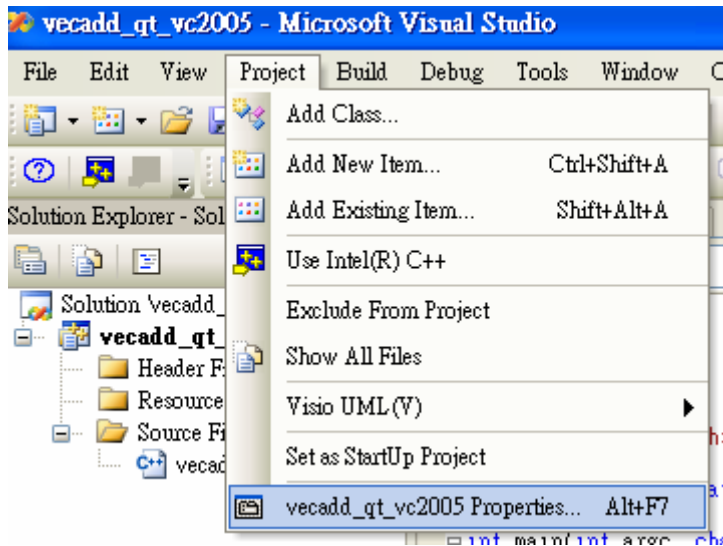 vecadd_qt_vc2005 - Microsoft Visual Studio
File Edit View Project Build Debug Tools Window
Add Class...
Add New Item... Ctrl+Shift+A
Solution Explorer - Sol
Add Existing Item... Shift+Alt+A
Use Intel(R) C++
Solution 'vecadd_
Exclude From Project
vecadd_qt_
Header F
Show All Files
Resource
Visio UML(V)
Source Fi
vecad
Set as StartUp Project
vecadd_qt_vc2005 Properties... Alt+F7
int main(int argc, cha